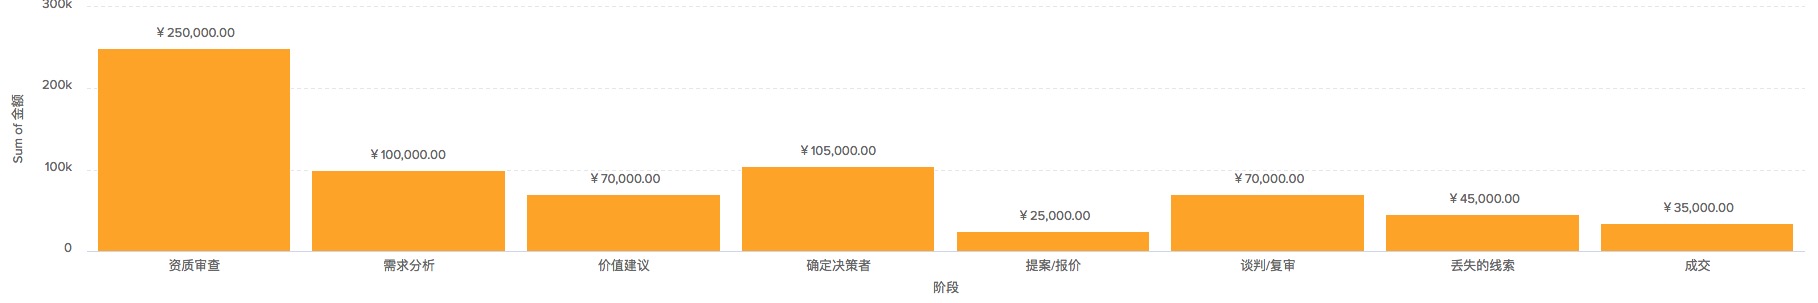 300k
200k
100k
0
Sum of 金额
￥250,000.00
￥100,000.00
￥70,000.00
￥105,000.00
￥25,000.00
￥70,000.00
￥45,000.00
￥35,000.00
资质审查
需求分析
价值建议
确定决策者
提案/报价
谈判/复审
丢失的线索
成交
阶段